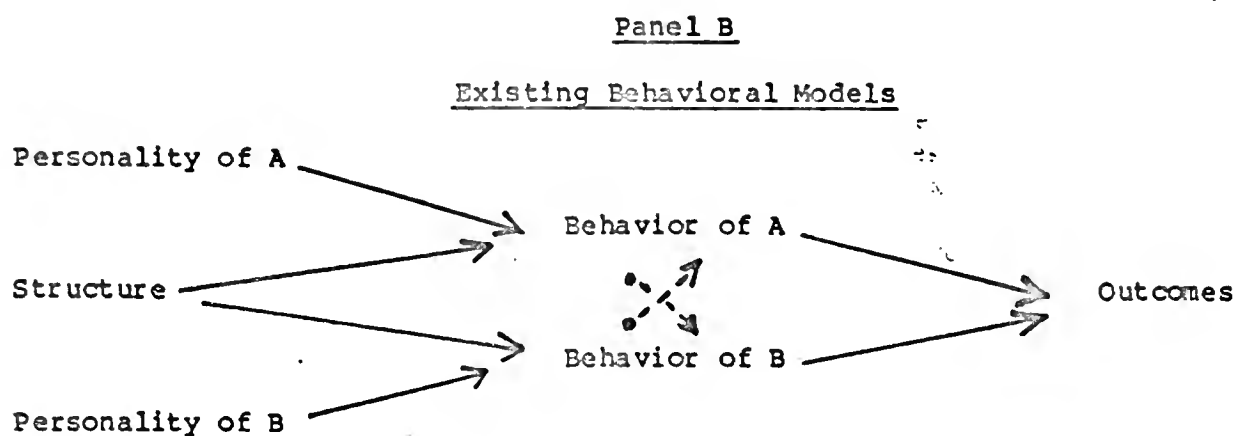 Panel B
Existing Behavioral Models
Personality of A
Behavior of A
Structure
Outcomes
Behavior of B
Personality of B